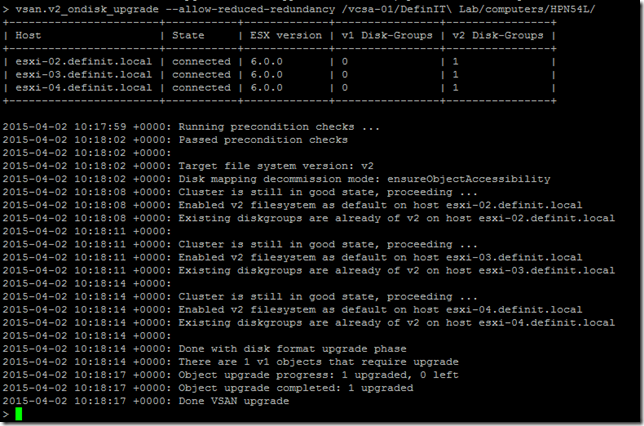 > vsan.v2_ondisk_upgrade --allow-reduced-redundancy /vcsa-01/DefinIT\ Lab/computers/HPN54L/
+-----------------------+-----------+-------------+----------------+----------------+
| Host                  | State     | ESX version | v1 Disk-Groups | v2 Disk-Groups |
+-----------------------+-----------+-------------+----------------+----------------+
| esxi-02.definit.local | connected | 6.0.0       | 0              | 1              |
| esxi-03.definit.local | connected | 6.0.0       | 0              | 1              |
| esxi-04.definit.local | connected | 6.0.0       | 0              | 1              |
+-----------------------+-----------+-------------+----------------+----------------+
2015-04-02 10:17:59 +0000: Running precondition checks ...
2015-04-02 10:18:02 +0000: Passed precondition checks
2015-04-02 10:18:02 +0000:
2015-04-02 10:18:02 +0000: Target file system version: v2
2015-04-02 10:18:02 +0000: Disk mapping decommission mode: ensureObjectAccessibility
2015-04-02 10:18:08 +0000: Cluster is still in good state, proceeding ...
2015-04-02 10:18:08 +0000: Enabled v2 filesystem as default on host esxi-02.definit.local
2015-04-02 10:18:08 +0000: Existing diskgroups are already of v2 on host esxi-02.definit.local
2015-04-02 10:18:11 +0000:
2015-04-02 10:18:11 +0000: Cluster is still in good state, proceeding ...
2015-04-02 10:18:11 +0000: Enabled v2 filesystem as default on host esxi-03.definit.local
2015-04-02 10:18:11 +0000: Existing diskgroups are already of v2 on host esxi-03.definit.local
2015-04-02 10:18:14 +0000:
2015-04-02 10:18:14 +0000: Cluster is still in good state, proceeding ...
2015-04-02 10:18:14 +0000: Enabled v2 filesystem as default on host esxi-04.definit.local
2015-04-02 10:18:14 +0000: Existing diskgroups are already of v2 on host esxi-04.definit.local
2015-04-02 10:18:14 +0000:
2015-04-02 10:18:14 +0000: Done with disk format upgrade phase
2015-04-02 10:18:14 +0000: There are 1 v1 objects that require upgrade
2015-04-02 10:18:17 +0000: Object upgrade progress: 1 upgraded, 0 left
2015-04-02 10:18:17 +0000: Object upgrade completed: 1 upgraded
2015-04-02 10:18:17 +0000: Done VSAN upgrade
>